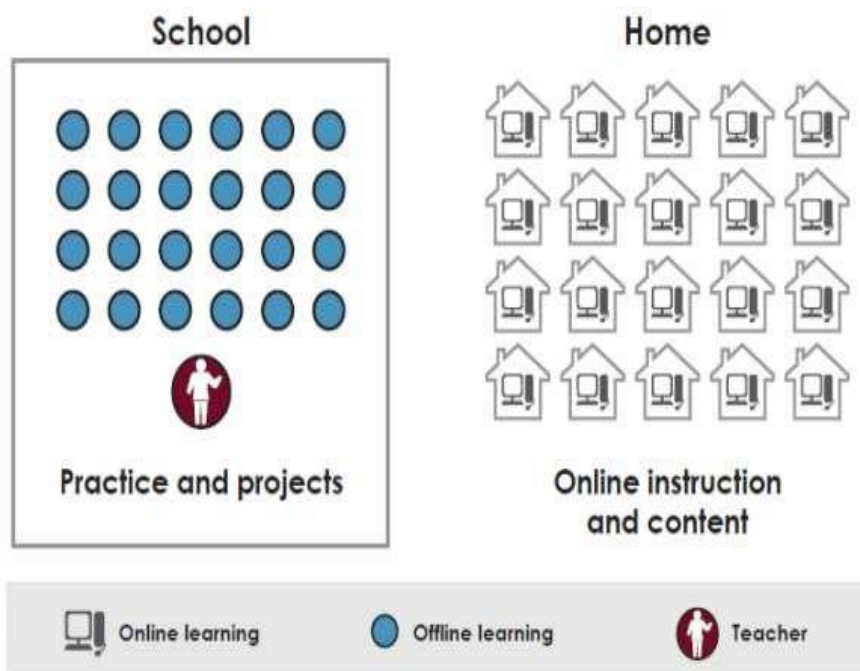 School
Home
Practice and projects
Online instruction
and content
Online learning
Offline learning
Teacher